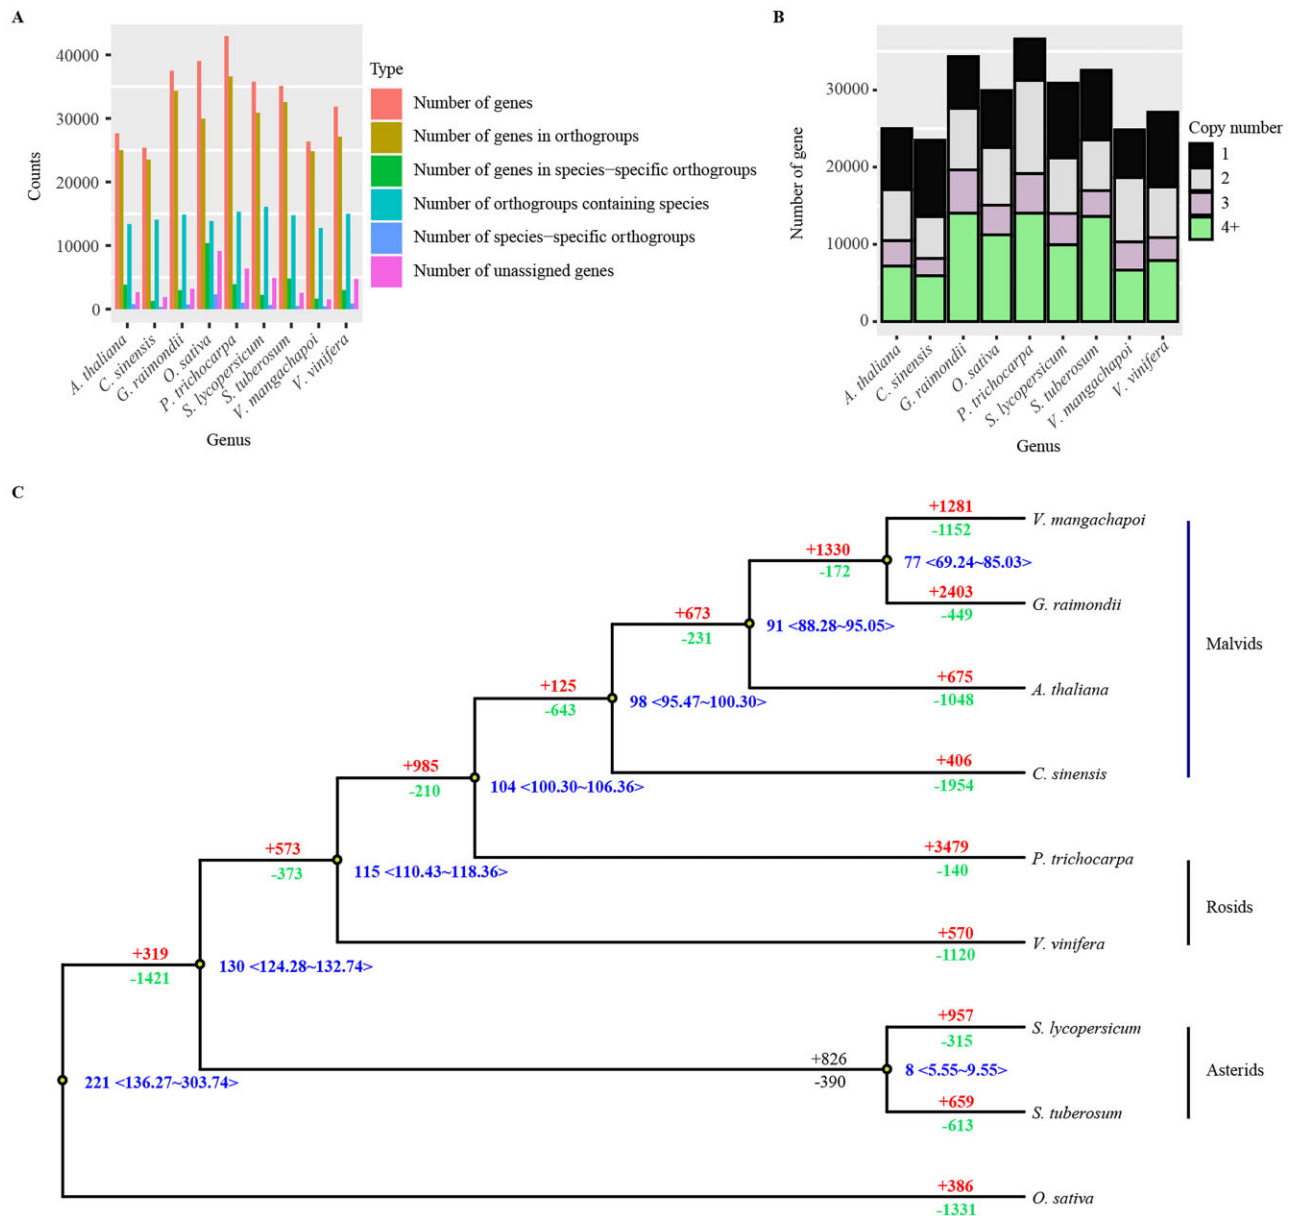 A
Counts
40000
30000
20000
10000
0
A. thaliana
C. sinensis
G. raimondii
O. sativa
P. trichocarpa
S. lycopersicum
S. tuberosum
V. mangachapoi
V. vinifera
Genus
Type
Number of genes
Number of genes in orthogroups
Number of genes in species−specific orthogroups
Number of orthogroups containing species
Number of species−specific orthogroups
Number of unassigned genes
B
Number of gene
30000
20000
10000
0
A. thaliana
C. sinensis
G. raimondii
O. sativa
P. trichocarpa
S. lycopersicum
S. tuberosum
V. mangachapoi
V. vinifera
Genus
Copy number
1
2
3
4+
C
+1281
V. mangachapoi
-1152
+1330
-172
77 <69.24~85.03>
+2403
G. raimondii
-449
+673
-231
91 <88.28~95.05>
Malvids
+675
A. thaliana
-1048
+125
-643
98 <95.47~100.30>
+406
C. sinensis
-1954
+985
-210
104 <100.30~106.36>
+3479
P. trichocarpa
-140
+573
-373
115 <110.43~118.36>
Rosids
+570
V. vinifera
-1120
+319
-1421
130 <124.28~132.74>
+957
S. lycopersicum
-315
+826
-390
8 <5.55~9.55>
Asterids
221 <136.27~303.74>
+659
S. tuberosum
-613
+386
O. sativa
-1331